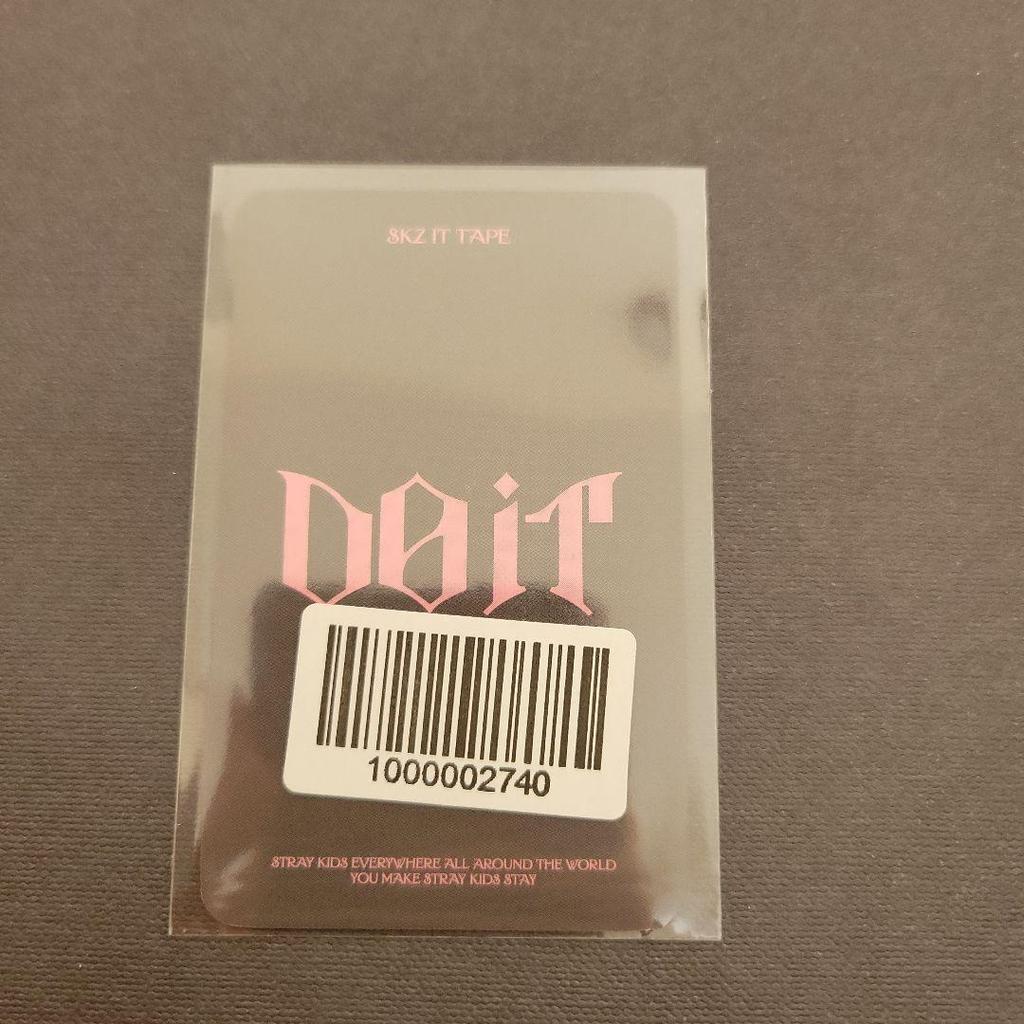 SKZ IT TAPE
DO iT
1000002740
STRAY KIDS EVERYWHERE ALL AROUND THE WORLD
YOU MAKE STRAY KIDS STAY